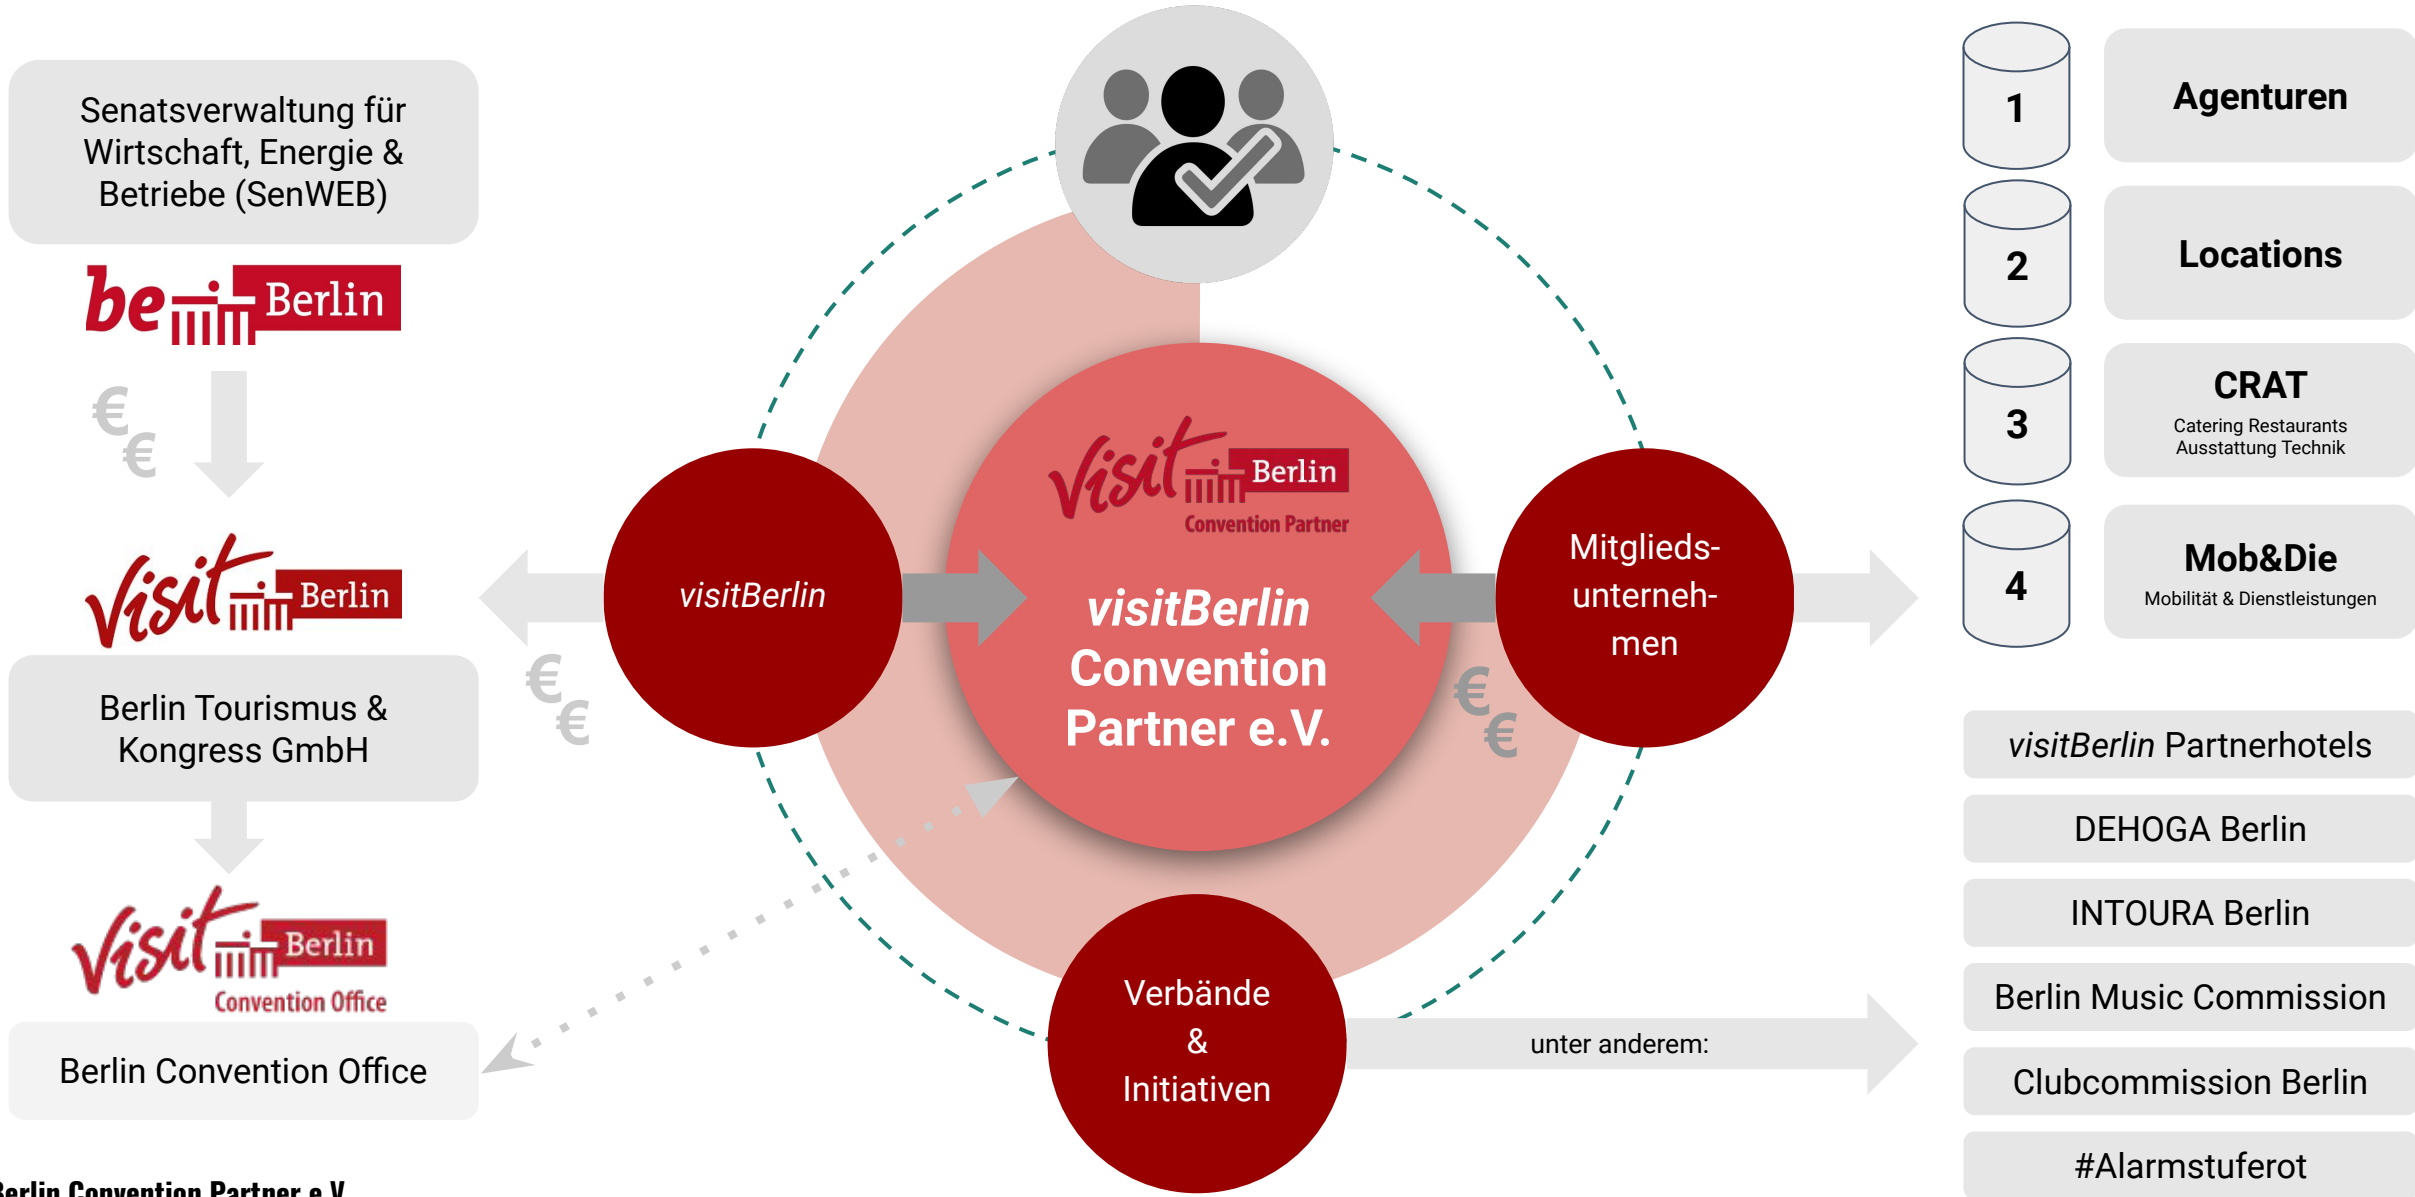 Senatsverwaltung für
Wirtschaft, Energie &
Betriebe (SenWEB)
be Berlin
€
€
visit Berlin
Berlin Tourismus &
Kongress GmbH
visit Berlin
Convention Office
Berlin Convention Office
visitBerlin
€
€
visit Berlin
Convention Partner
visitBerlin
Convention
Partner e.V.
€
€
Mitglieds-
unterneh-
men
Verbände
&
Initiativen
unter anderem:
1
Agenturen
2
Locations
3
CRAT
Catering Restaurants
Ausstattung Technik
4
Mob&Die
Mobilität & Dienstleistungen
visitBerlin Partnerhotels
DEHOGA Berlin
INTOURA Berlin
Berlin Music Commission
Clubcommission Berlin
#Alarmstuferot
Berlin Convention Partner e.V.